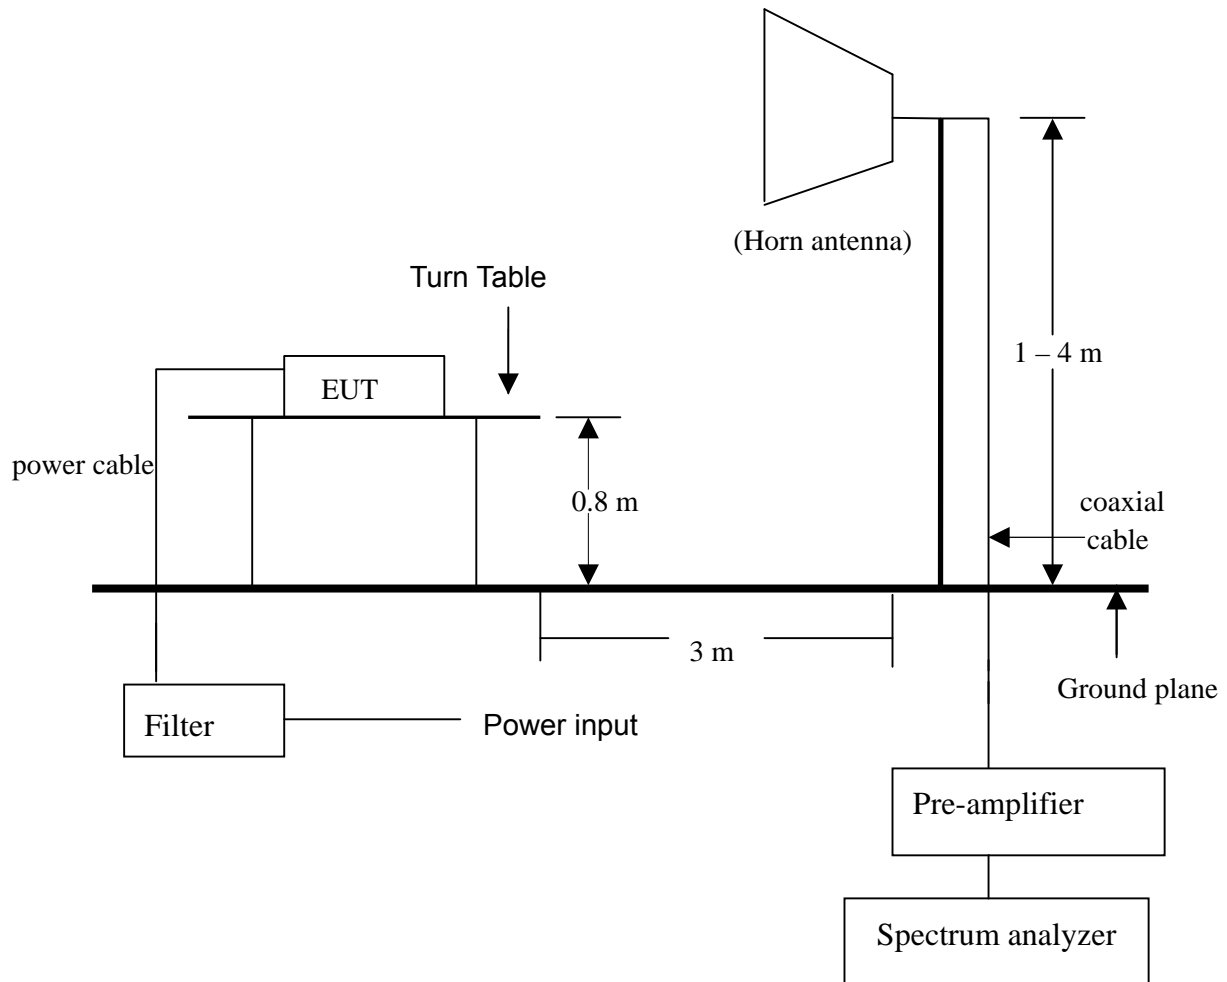 (Horn antenna)
Turn Table
1 – 4 m
EUT
power cable
0.8 m
coaxial
cable
3 m
Ground plane
Filter
Power input
Pre-amplifier
Spectrum analyzer